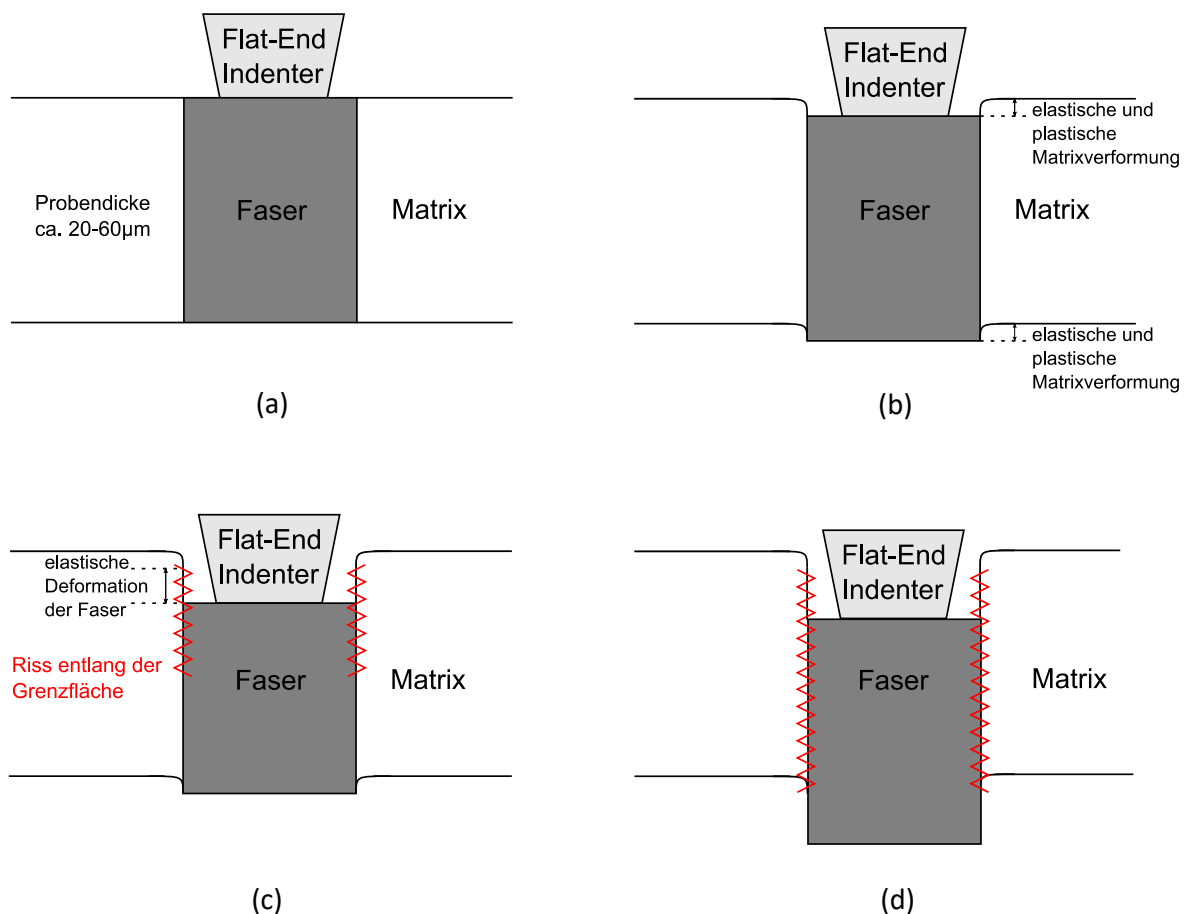 Flat-End
Indenter
Probendicke
ca. 20-60µm
Faser
Matrix
(a)
Flat-End
Indenter
elastische und
plastische
Matrixverformung
Faser
Matrix
elastische und
plastische
Matrixverformung
(b)
Flat-End
Indenter
elastische
Deformation
der Faser
Riss entlang der
Grenzfläche
Faser
Matrix
(c)
Flat-End
Indenter
Faser
Matrix
(d)